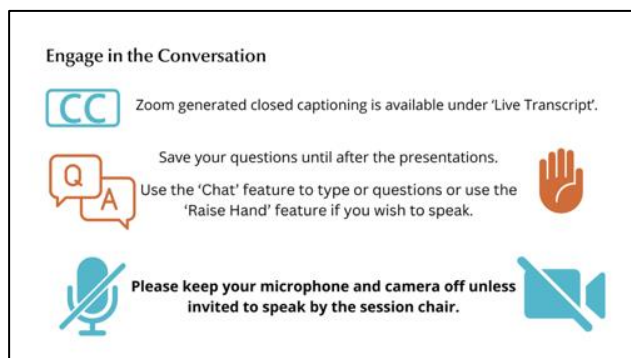 Engage in the Conversation
CC
Zoom generated closed captioning is available under ‘Live Transcript’.
Save your questions until after the presentations.
Q
A
Use the ‘Chat’ feature to type or questions or use the
‘Raise Hand’ feature if you wish to speak.
Please keep your microphone and camera off unless
invited to speak by the session chair.